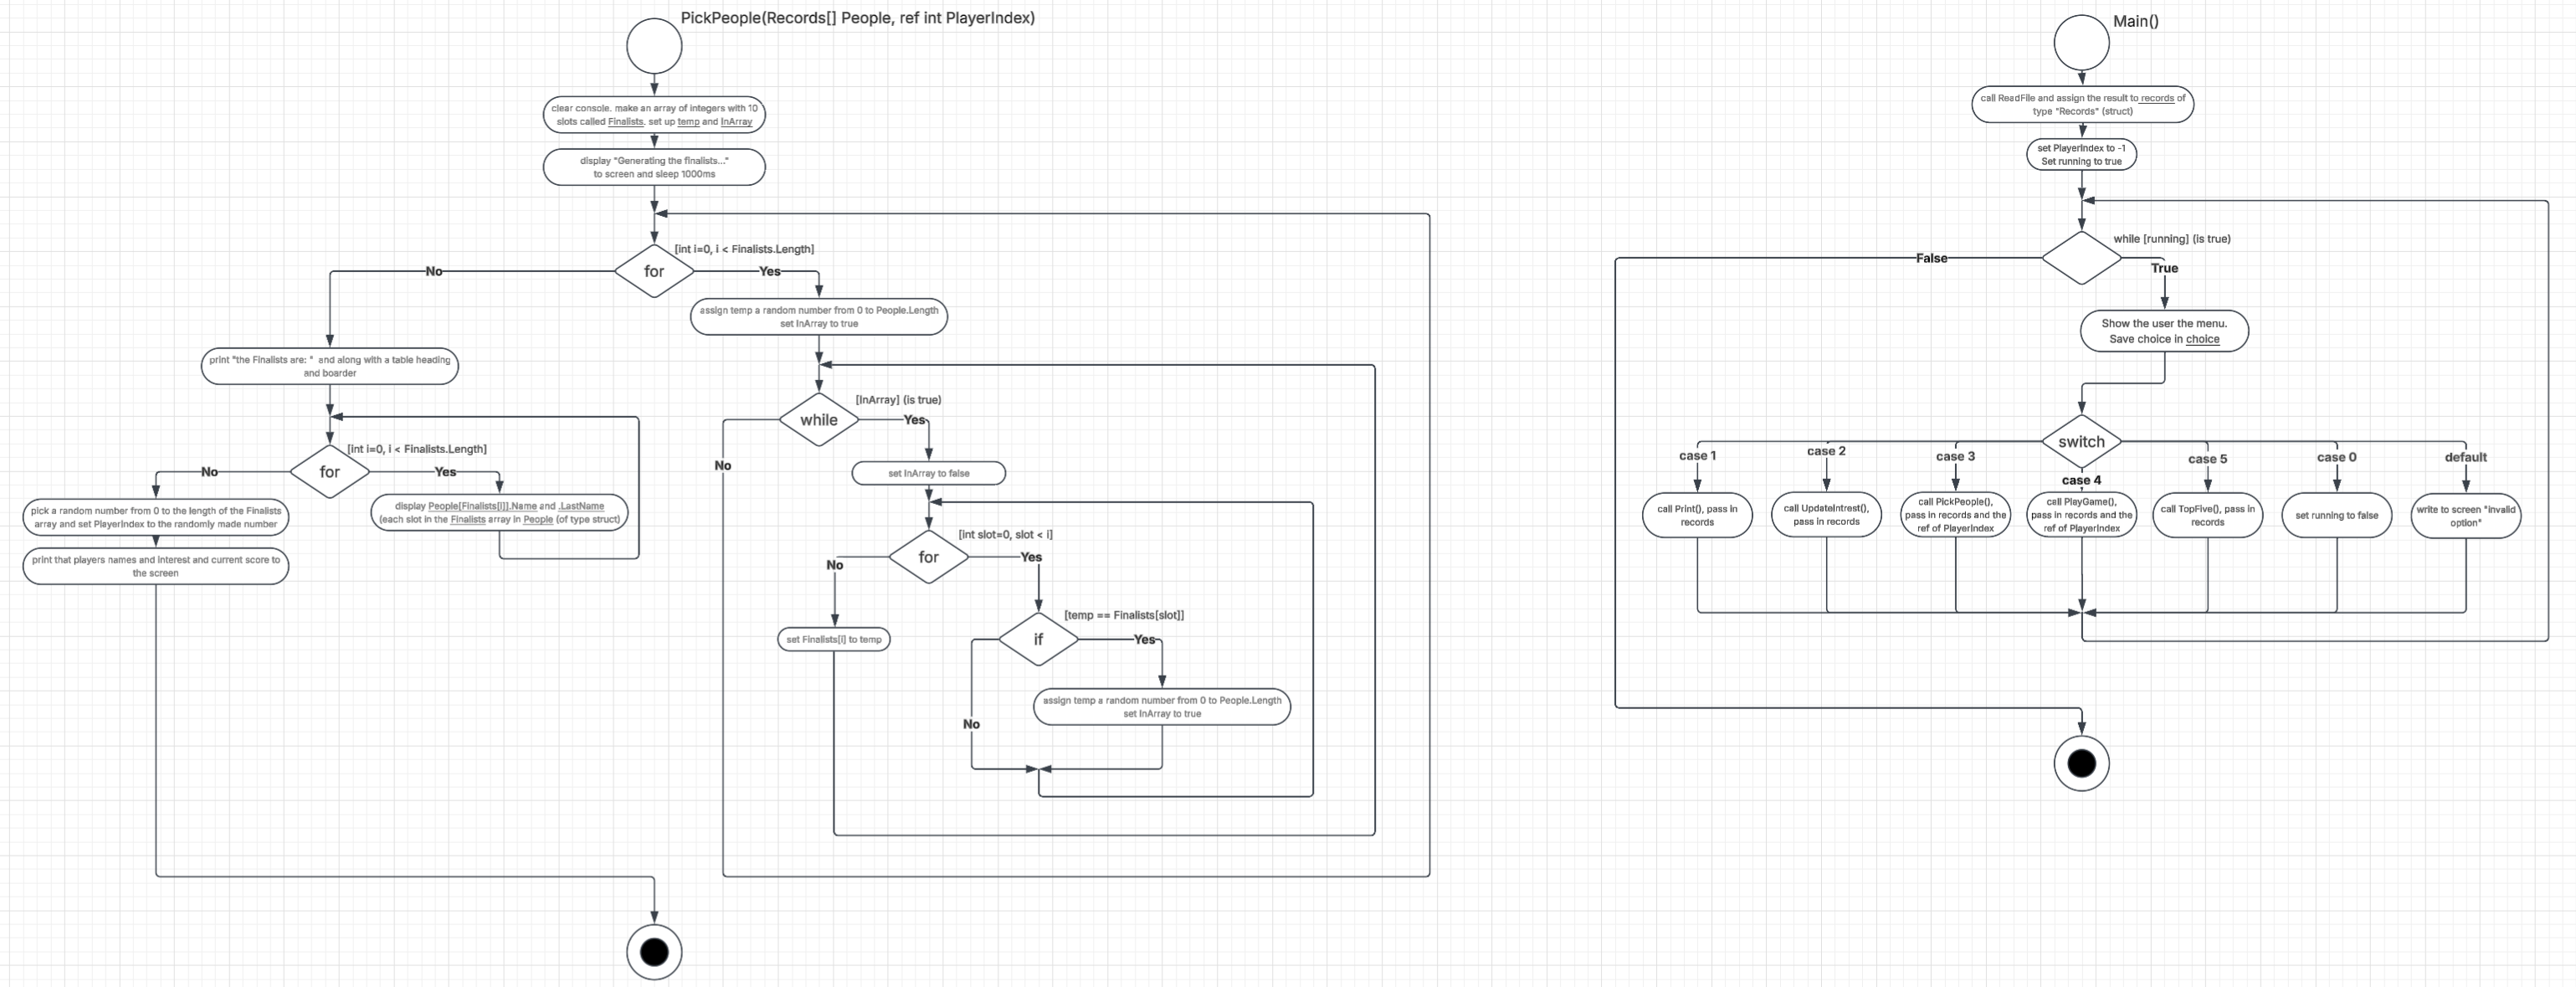 PickPeople(Records[] People, ref int PlayerIndex)
clear console. make an array of integers with 10
slots called Finalists. set up temp and InArray
display "Generating the finalists..."
to screen and sleep 1000ms
[int i=0, i < Finalists.Length]
for
No
Yes
assign temp a random number from 0 to People.Length
set InArray to true
print "the Finalists are: " and along with a table heading
and boarder
[int i=0, i < Finalists.Length]
for
No
Yes
pick a random number from 0 to the length of the Finalists
array and set PlayerIndex to the randomly made number
display People[Finalists[i]].Name and .LastName
(each slot in the Finalists array in People (of type struct)
print that players names and interest and current score to
the screen
[InArray] (is true)
while
Yes
No
set InArray to false
[int slot=0, slot < i]
for
No
Yes
set Finalists[i] to temp
[temp == Finalists[slot]]
if
Yes
No
assign temp a random number from 0 to People.Length
set InArray to true
Main()
call ReadFile and assign the result to records of
type "Records" (struct)
set PlayerIndex to -1
Set running to true
while [running] (is true)
False
True
Show the user the menu.
Save choice in choice
switch
case 1
case 2
case 3
case 4
case 5
case 0
default
call Print(), pass in
records
call UpdateIntrest(),
pass in records
call PickPeople(),
pass in records and the
ref of PlayerIndex
call PlayGame(),
pass in records and the
ref of PlayerIndex
call TopFive(), pass in
records
set running to false
write to screen "invalid
option"